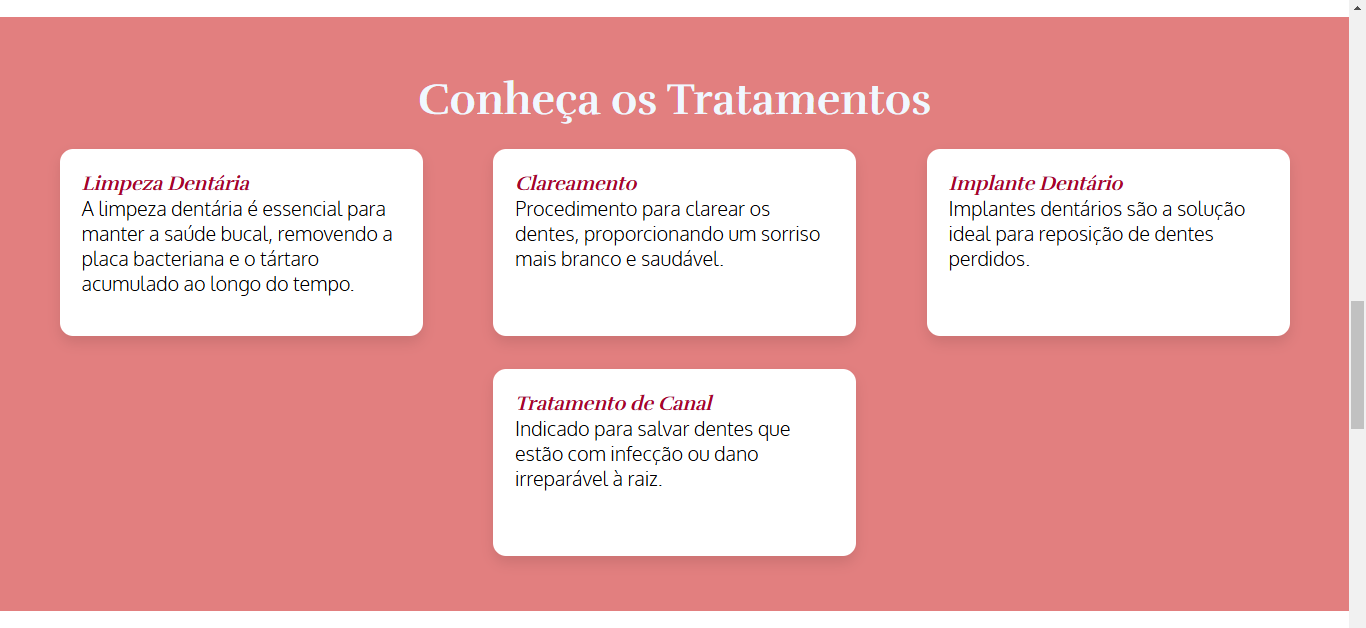 Conheça os Tratamentos
Limpeza Dentária
A limpeza dentária é essencial para
manter a saúde bucal, removendo a
placa bacteriana e o tártaro
acumulado ao longo do tempo.
Clareamento
Procedimento para clarear os
dentes, proporcionando um sorriso
mais branco e saudável.
Implante Dentário
Implantes dentários são a solução
ideal para reposição de dentes
perdidos.
Tratamento de Canal
Indicado para salvar dentes que
estão com infecção ou dano
irreparável à raiz.